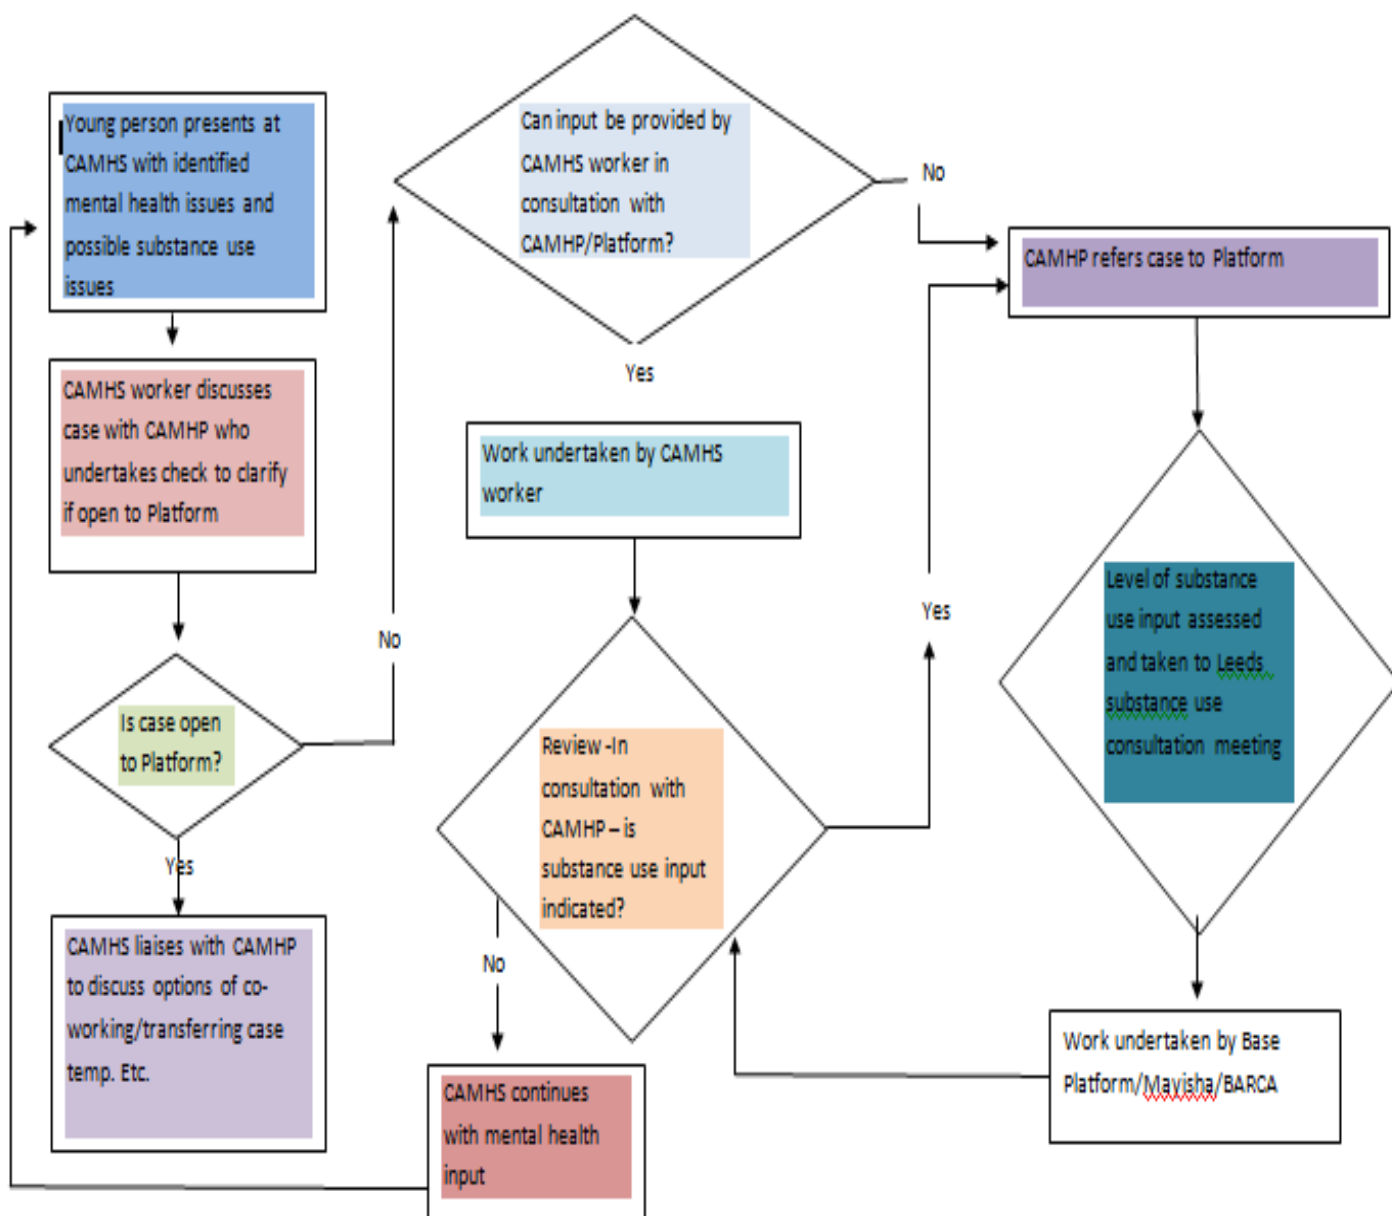 Young person presents at
CAMHS with identified
mental health issues and
possible substance use
issues
CAMHS worker discusses
case with CAMHP who
undertakes check to clarify
if open to Platform
Is case open
to Platform?
Yes
CAMHS liaises with CAMHP
to discuss options of co-
working/transferring case
temp. Etc.
No
Can input be provided by
CAMHS worker in
consultation with
CAMHP/Platform?
Yes
Work undertaken by CAMHS
worker
Review -In
consultation with
CAMHP – is
substance use input
indicated?
No
CAMHS continues
with mental health
input
Yes
No
CAMHP refers case to Platform
Level of substance
use input assessed
and taken to Leeds
substance use
consultation meeting
Work undertaken by Base
Platform/Mayisha/BARCA